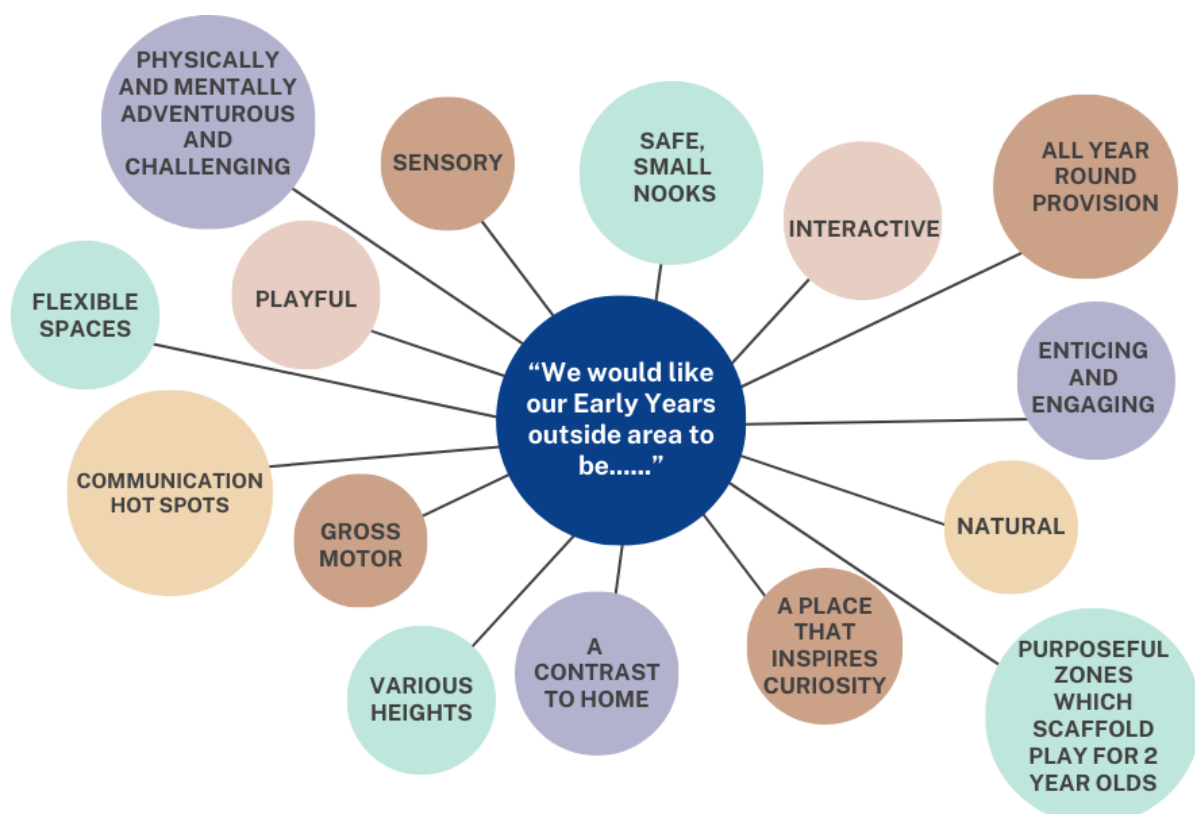 PHYSICALLY
AND MENTALLY
ADVENTUROUS
AND
CHALLENGING
SENSORY
SAFE,
SMALL
NOOKS
INTERACTIVE
ALL YEAR
ROUND
PROVISION
FLEXIBLE
SPACES
PLAYFUL
“We would like
our Early Years
outside area to
be......”
ENTICING
AND
ENGAGING
COMMUNICATION
HOT SPOTS
GROSS
MOTOR
NATURAL
VARIOUS
HEIGHTS
A
CONTRAST
TO HOME
A PLACE
THAT
INSPIRES
CURIOSITY
PURPOSEFUL
ZONES
WHICH
SCAFFOLD
PLAY FOR 2
YEAR OLDS